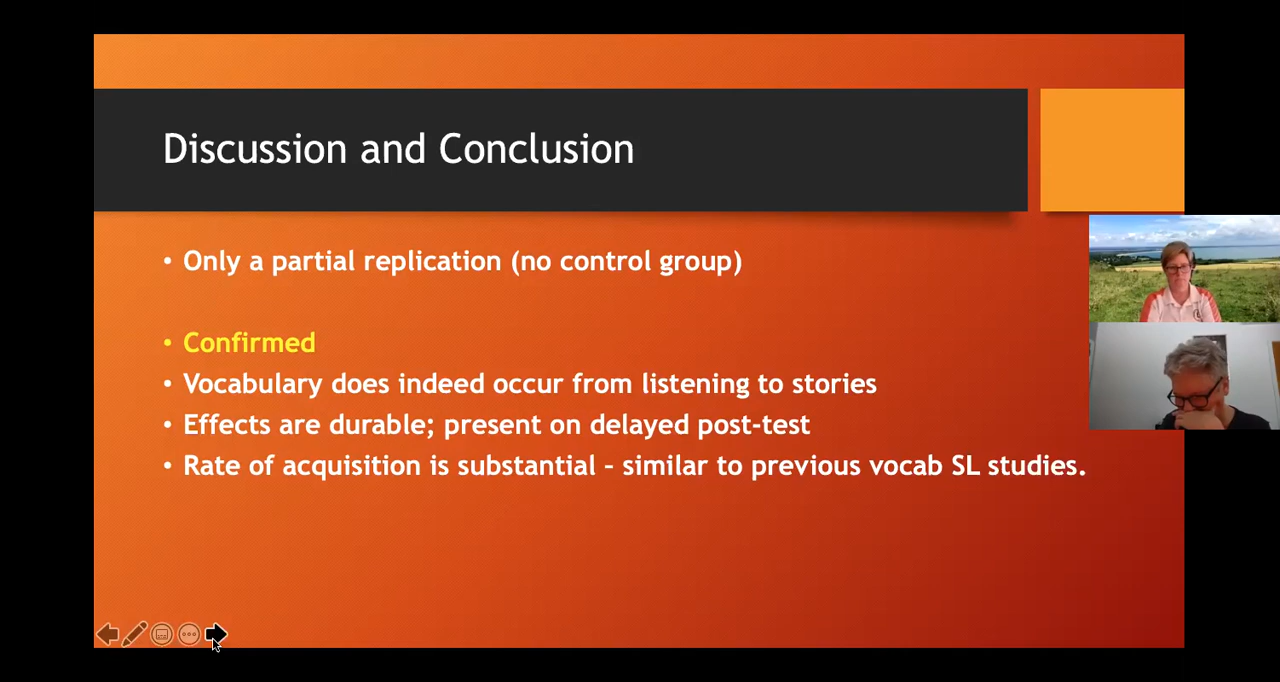 Discussion and Conclusion
• Only a partial replication (no control group)
• Confirmed
• Vocabulary does indeed occur from listening to stories
• Effects are durable; present on delayed post-test
• Rate of acquisition is substantial – similar to previous vocab SL studies.